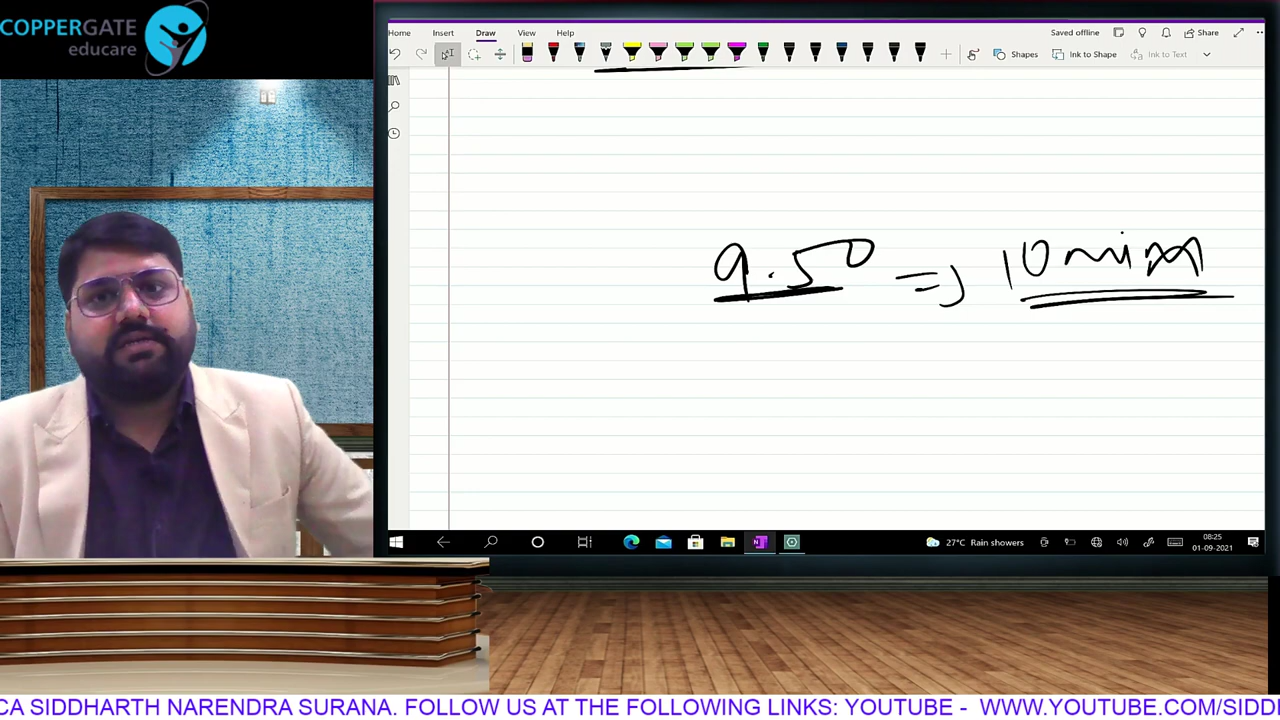 COPPERGATE
educare
Home Insert Draw View Help
Saved offline
Share
Shapes Ink to Shape Ink to Text
9.50 => 10 min
27°C Rain showers
08:25
01-09-2021
CA SIDDHARTH NARENDRA SURANA. FOLLOW US AT THE FOLLOWING LINKS: YOUTUBE - WWW.YOUTUBE.COM/SIDD